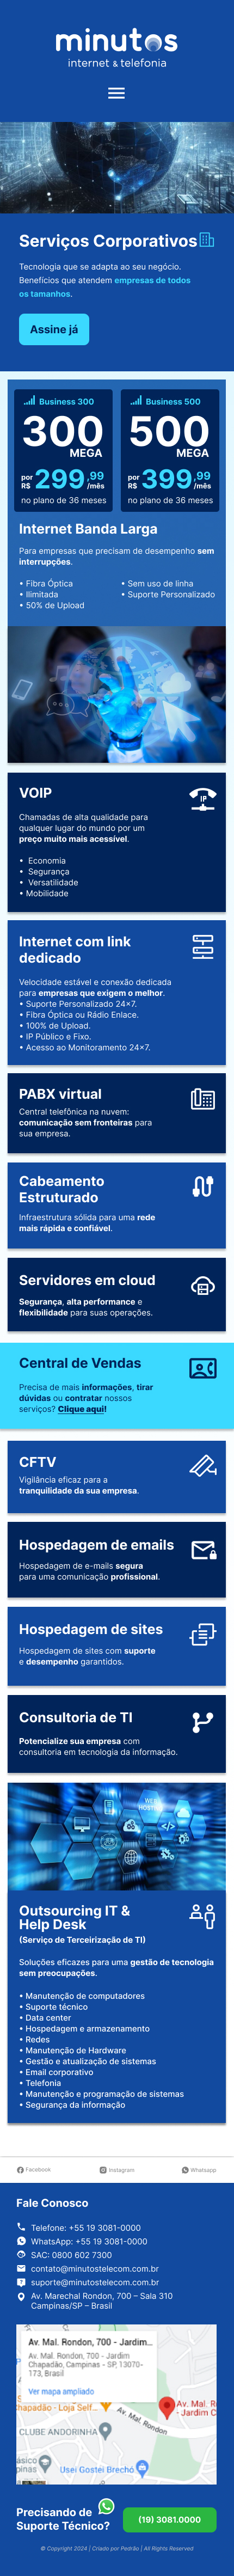 minutos
internet & telefonia
Serviços Corporativos
Tecnologia que se adapta ao seu negócio.
Benefícios que atendem empresas de todos
os tamanhos.
Assine já
Business 300
300
MEGA
por
R$ 299,99
/mês
no plano de 36 meses
Business 500
500
MEGA
por
R$ 399,99
/mês
no plano de 36 meses
Internet Banda Larga
Para empresas que precisam de desempenho sem
interrupções.
• Fibra Óptica
• Ilimitada
• 50% de Upload
• Sem uso de linha
• Suporte Personalizado
VOIP
IP
Chamadas de alta qualidade para
qualquer lugar do mundo por um
preço muito mais acessível.
• Economia
• Segurança
• Versatilidade
• Mobilidade
Internet com link
dedicado
Velocidade estável e conexão dedicada
para empresas que exigem o melhor.
• Suporte Personalizado 24x7.
• Fibra Óptica ou Rádio Enlace.
• 100% de Upload.
• IP Público e Fixo.
• Acesso ao Monitoramento 24x7.
PABX virtual
Central telefônica na nuvem:
comunicação sem fronteiras para
sua empresa.
Cabeamento
Estruturado
Infraestrutura sólida para uma rede
mais rápida e confiável.
Servidores em cloud
Segurança, alta performance e
flexibilidade para suas operações.
Central de Vendas
Precisa de mais informações, tirar
dúvidas ou contratar nossos
serviços? Clique aqui!
CFTV
Vigilância eficaz para a
tranquilidade da sua empresa.
Hospedagem de emails
Hospedagem de e-mails segura
para uma comunicação profissional.
Hospedagem de sites
Hospedagem de sites com suporte
e desempenho garantidos.
Consultoria de TI
Potencialize sua empresa com
consultoria em tecnologia da informação.
WEB
HOSTING
Outsourcing IT &
Help Desk
(Serviço de Terceirização de TI)
Soluções eficazes para uma gestão de tecnologia
sem preocupações.
• Manutenção de computadores
• Suporte técnico
• Data center
• Hospedagem e armazenamento
• Redes
• Manutenção de Hardware
• Gestão e atualização de sistemas
• Email corporativo
• Telefonia
• Manutenção e programação de sistemas
• Segurança da informação
Facebook
Instagram
Whatsapp
Fale Conosco
Telefone: +55 19 3081-0000
WhatsApp: +55 19 3081-0000
SAC: 0800 602 7300
contato@minutostelecom.com.br
suporte@minutostelecom.com.br
Av. Marechal Rondon, 700 – Sala 310
Campinas/SP – Brasil
Av. Mal. Rondon, 700 - Jardim...
Av. Mal. Rondon, 700 - Jardim
Chapadão, Campinas - SP, 13070-
173, Brasil
Ver mapa ampliado
Av. Mal. R
Jardim C
Chapadão - Loja Self...
Av. Mal. Rondon
CLUBE ANDORINHA
ásico
pinas
Usei Gostei Brechó
Precisando de
Suporte Técnico?
(19) 3081.0000
© Copyright 2024 | Criado por Pedrão | All Rights Reserved